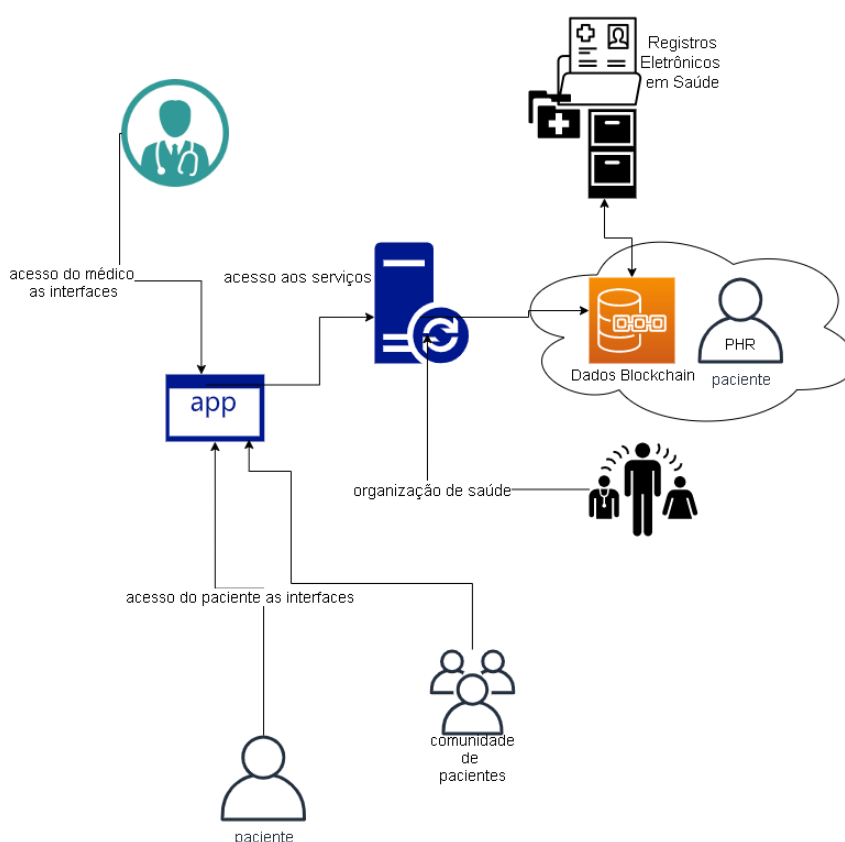 Registros
Eletrônicos
em Saúde
acesso do médico
as interfaces
acesso aos serviços
app
PHR
Dados Blockchain
paciente
organização de saúde
acesso do paciente as interfaces
comunidade
de
pacientes
paciente